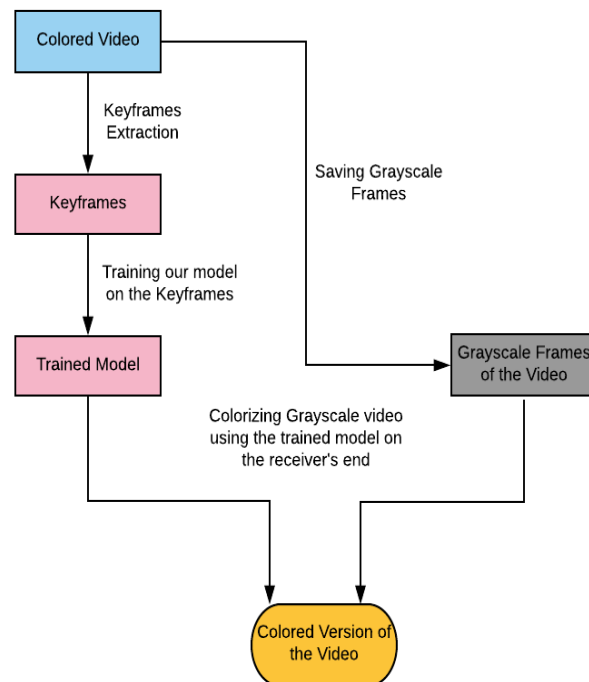 Colored Video
Keyframes
Extraction
Saving Grayscale
Frames
Keyframes
Training our model
on the Keyframes
Trained Model
Grayscale Frames
of the Video
Colorizing Grayscale video
using the trained model on
the receiver's end
Colored Version of
the Video